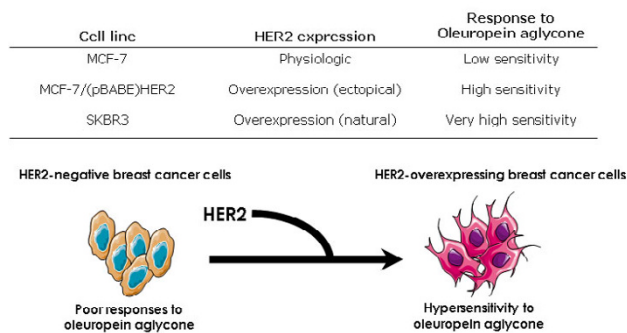 Cell line HER2 expression Response to
Oleuropein aglycone
MCF-7 Physiologic Low sensitivity
MCF-7/(pBABE)HER2 Overexpression (ectopical) High sensitivity
SKBR3 Overexpression (natural) Very high sensitivity
HER2-negative breast cancer cells HER2-overexpressing breast cancer cells
HER2
Poor responses to
oleuropein aglycone
Hypersensitivity to
oleuropein aglycone